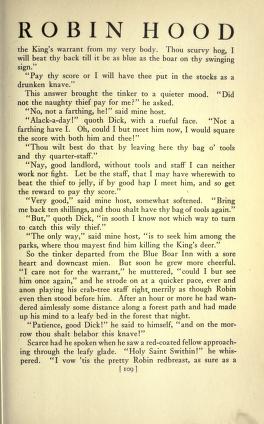 ROBIN HOOD
the King's warrant from my very body. Thou scurvy hog, I
will beat thy back till it be as blue as the boar on thy swinging
sign."
"Pay thy score or I will have thee put in the stocks as a
drunken knave."
This answer brought the tinker to a quieter mood. "Did
not the naughty thief pay for me?" he asked.
"No, not a farthing, he!" said mine host.
"Alack-a-day!" quoth Dick, with a rueful face. "Not a
farthing have I. Oh, could I but meet him now, I would square
the score with both him and thee!"
"Thou wilt best do that by leaving here thy bag o' tools
and thy quarter-staff."
"Nay, good landlord, without tools and staff I can neither
work nor fight. Let be the staff, that I may have wherewith to
beat the thief to jelly, if by good hap I meet him, and so get
the reward to pay thy score."
"Very good," said mine host, somewhat softened. "Bring
me back ten shillings, and thou shalt have thy bag of tools again."
"But," quoth Dick, "in sooth I know not which way to turn
to catch this wily thief."
"The only way," said mine host, "is to seek him among the
parks, where thou mayest find him killing the King's deer."
So the tinker departed from the Blue Boar Inn with a sore
heart and downcast mien. But soon he grew more cheerful.
"I care not for the warrant," he muttered, "could I but see
him once again," and he strode on at a quicker pace, ever and
anon playing his crab-tree staff right merrily as though Robin
even then stood before him. After an hour or more he had wan-
dered aimlessly some distance along a forest path and had made
up his mind to a leafy bed in the forest that night.
"Patience, good Dick!" he said to himself, "and on the mor-
row thou shalt belabor this knave!"
Scarce had he spoken when he saw a red-coated fellow approach-
ing through the leafy glade. "Holy Saint Swithin!" he whis-
pered. "I vow 'tis the pretty Robin redbreast, as sure as a
[109]